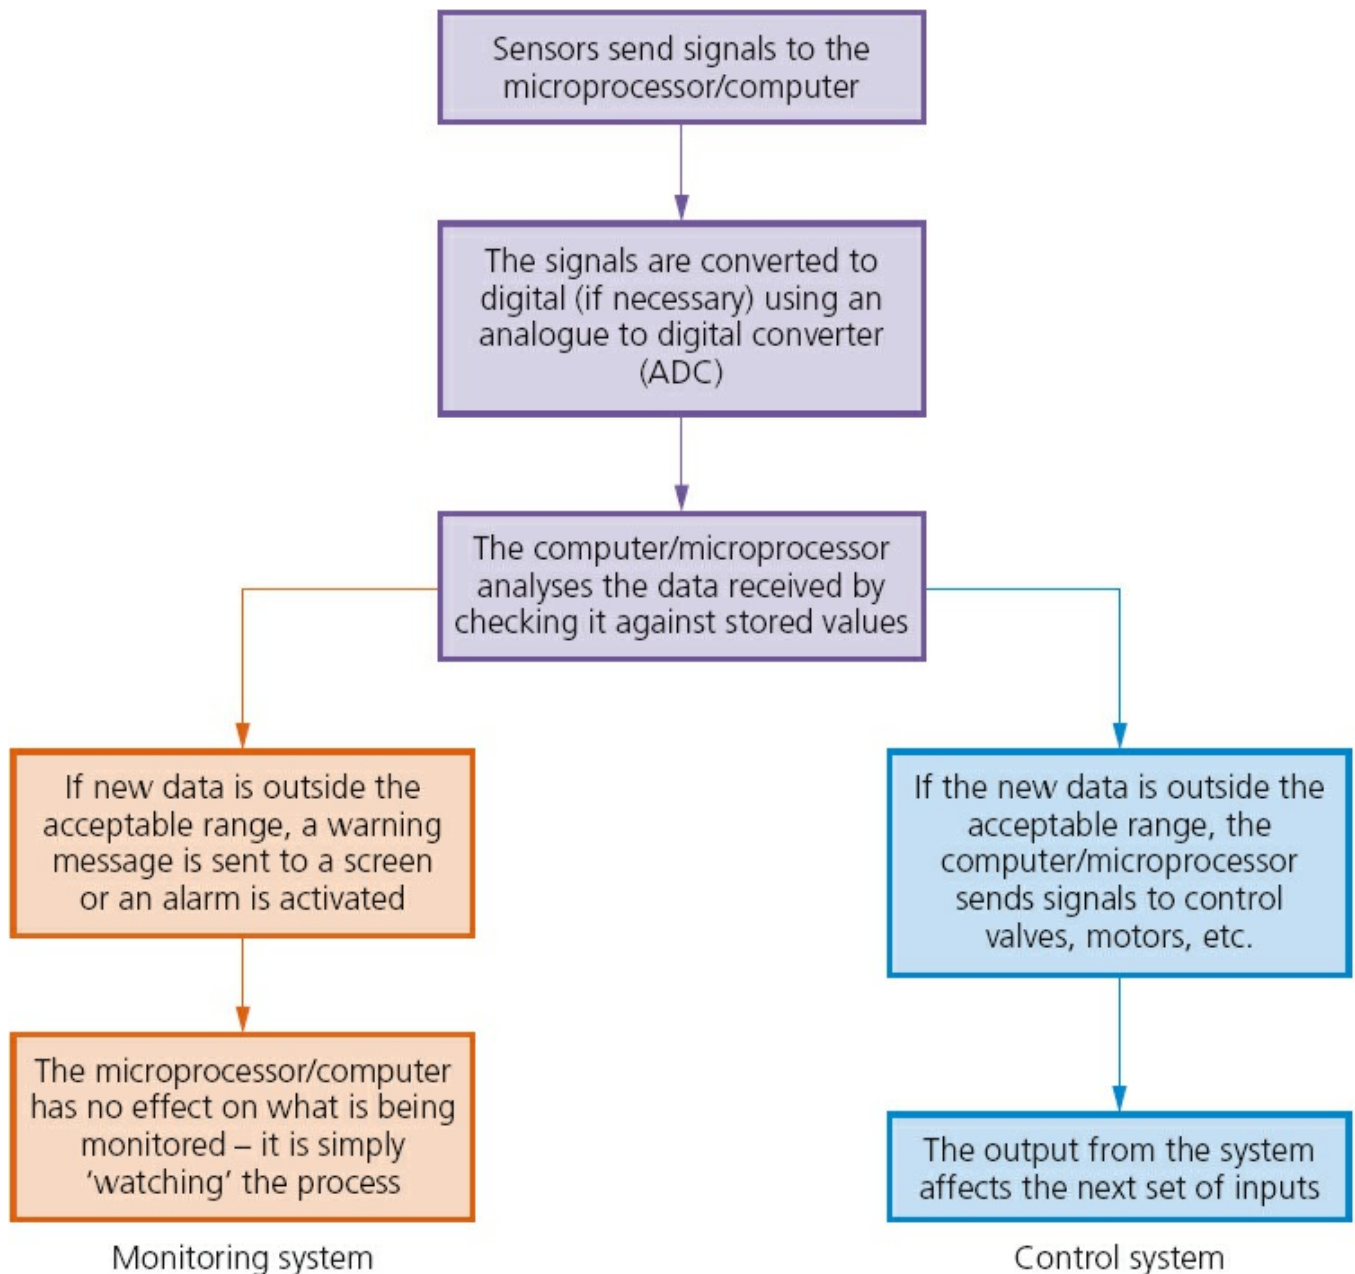 Sensors send signals to the
microprocessor/computer
The signals are converted to
digital (if necessary) using an
analogue to digital converter
(ADC)
The computer/microprocessor
analyses the data received by
checking it against stored values
If new data is outside the
acceptable range, a warning
message is sent to a screen
or an alarm is activated
The microprocessor/computer
has no effect on what is being
monitored – it is simply
‘watching’ the process
Monitoring system
If the new data is outside the
acceptable range, the
computer/microprocessor
sends signals to control
valves, motors, etc.
The output from the system
affects the next set of inputs
Control system